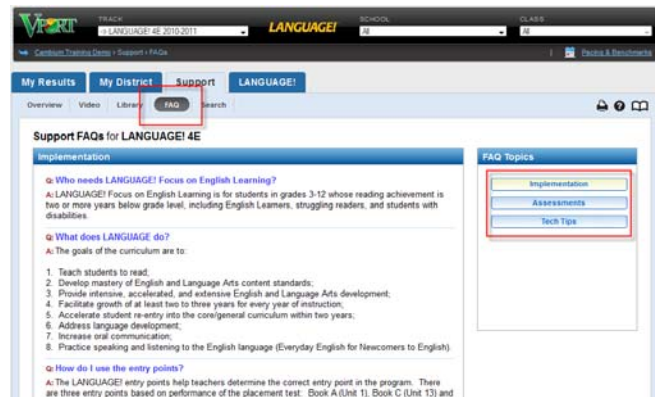 VPORT
TRACK
-> LANGUAGE! 4E 2010-2011
LANGUAGE!
SCHOOL
All
CLASS
All
Cambium Training Demo > Support > FAQs
Pacing & Benchmarks
My Results
My District
Support
LANGUAGE!
Overview
Video
Library
FAQ
Search
Support FAQs for LANGUAGE! 4E
Implementation
Q: Who needs LANGUAGE! Focus on English Learning?
A: LANGUAGE! Focus on English Learning is for students in grades 3-12 whose reading achievement is
two or more years below grade level, including English Learners, struggling readers, and students with
disabilities.
Q: What does LANGUAGE do?
A: The goals of the curriculum are to:
1. Teach students to read;
2. Develop mastery of English and Language Arts content standards;
3. Provide intensive, accelerated, and extensive English and Language Arts development;
4. Facilitate growth of at least two to three years for every year of instruction;
5. Accelerate student re-entry into the core/general curriculum within two years;
6. Address language development;
7. Increase oral communication;
8. Practice speaking and listening to the English language (Everyday English for Newcomers to English).
Q: How do I use the entry points?
A: The LANGUAGE! entry points help teachers determine the correct entry point in the program. There
are three entry points based on performance of the placement test: Book A (Unit 1), Book C (Unit 13) and
FAQ Topics
Implementation
Assessments
Tech Tips